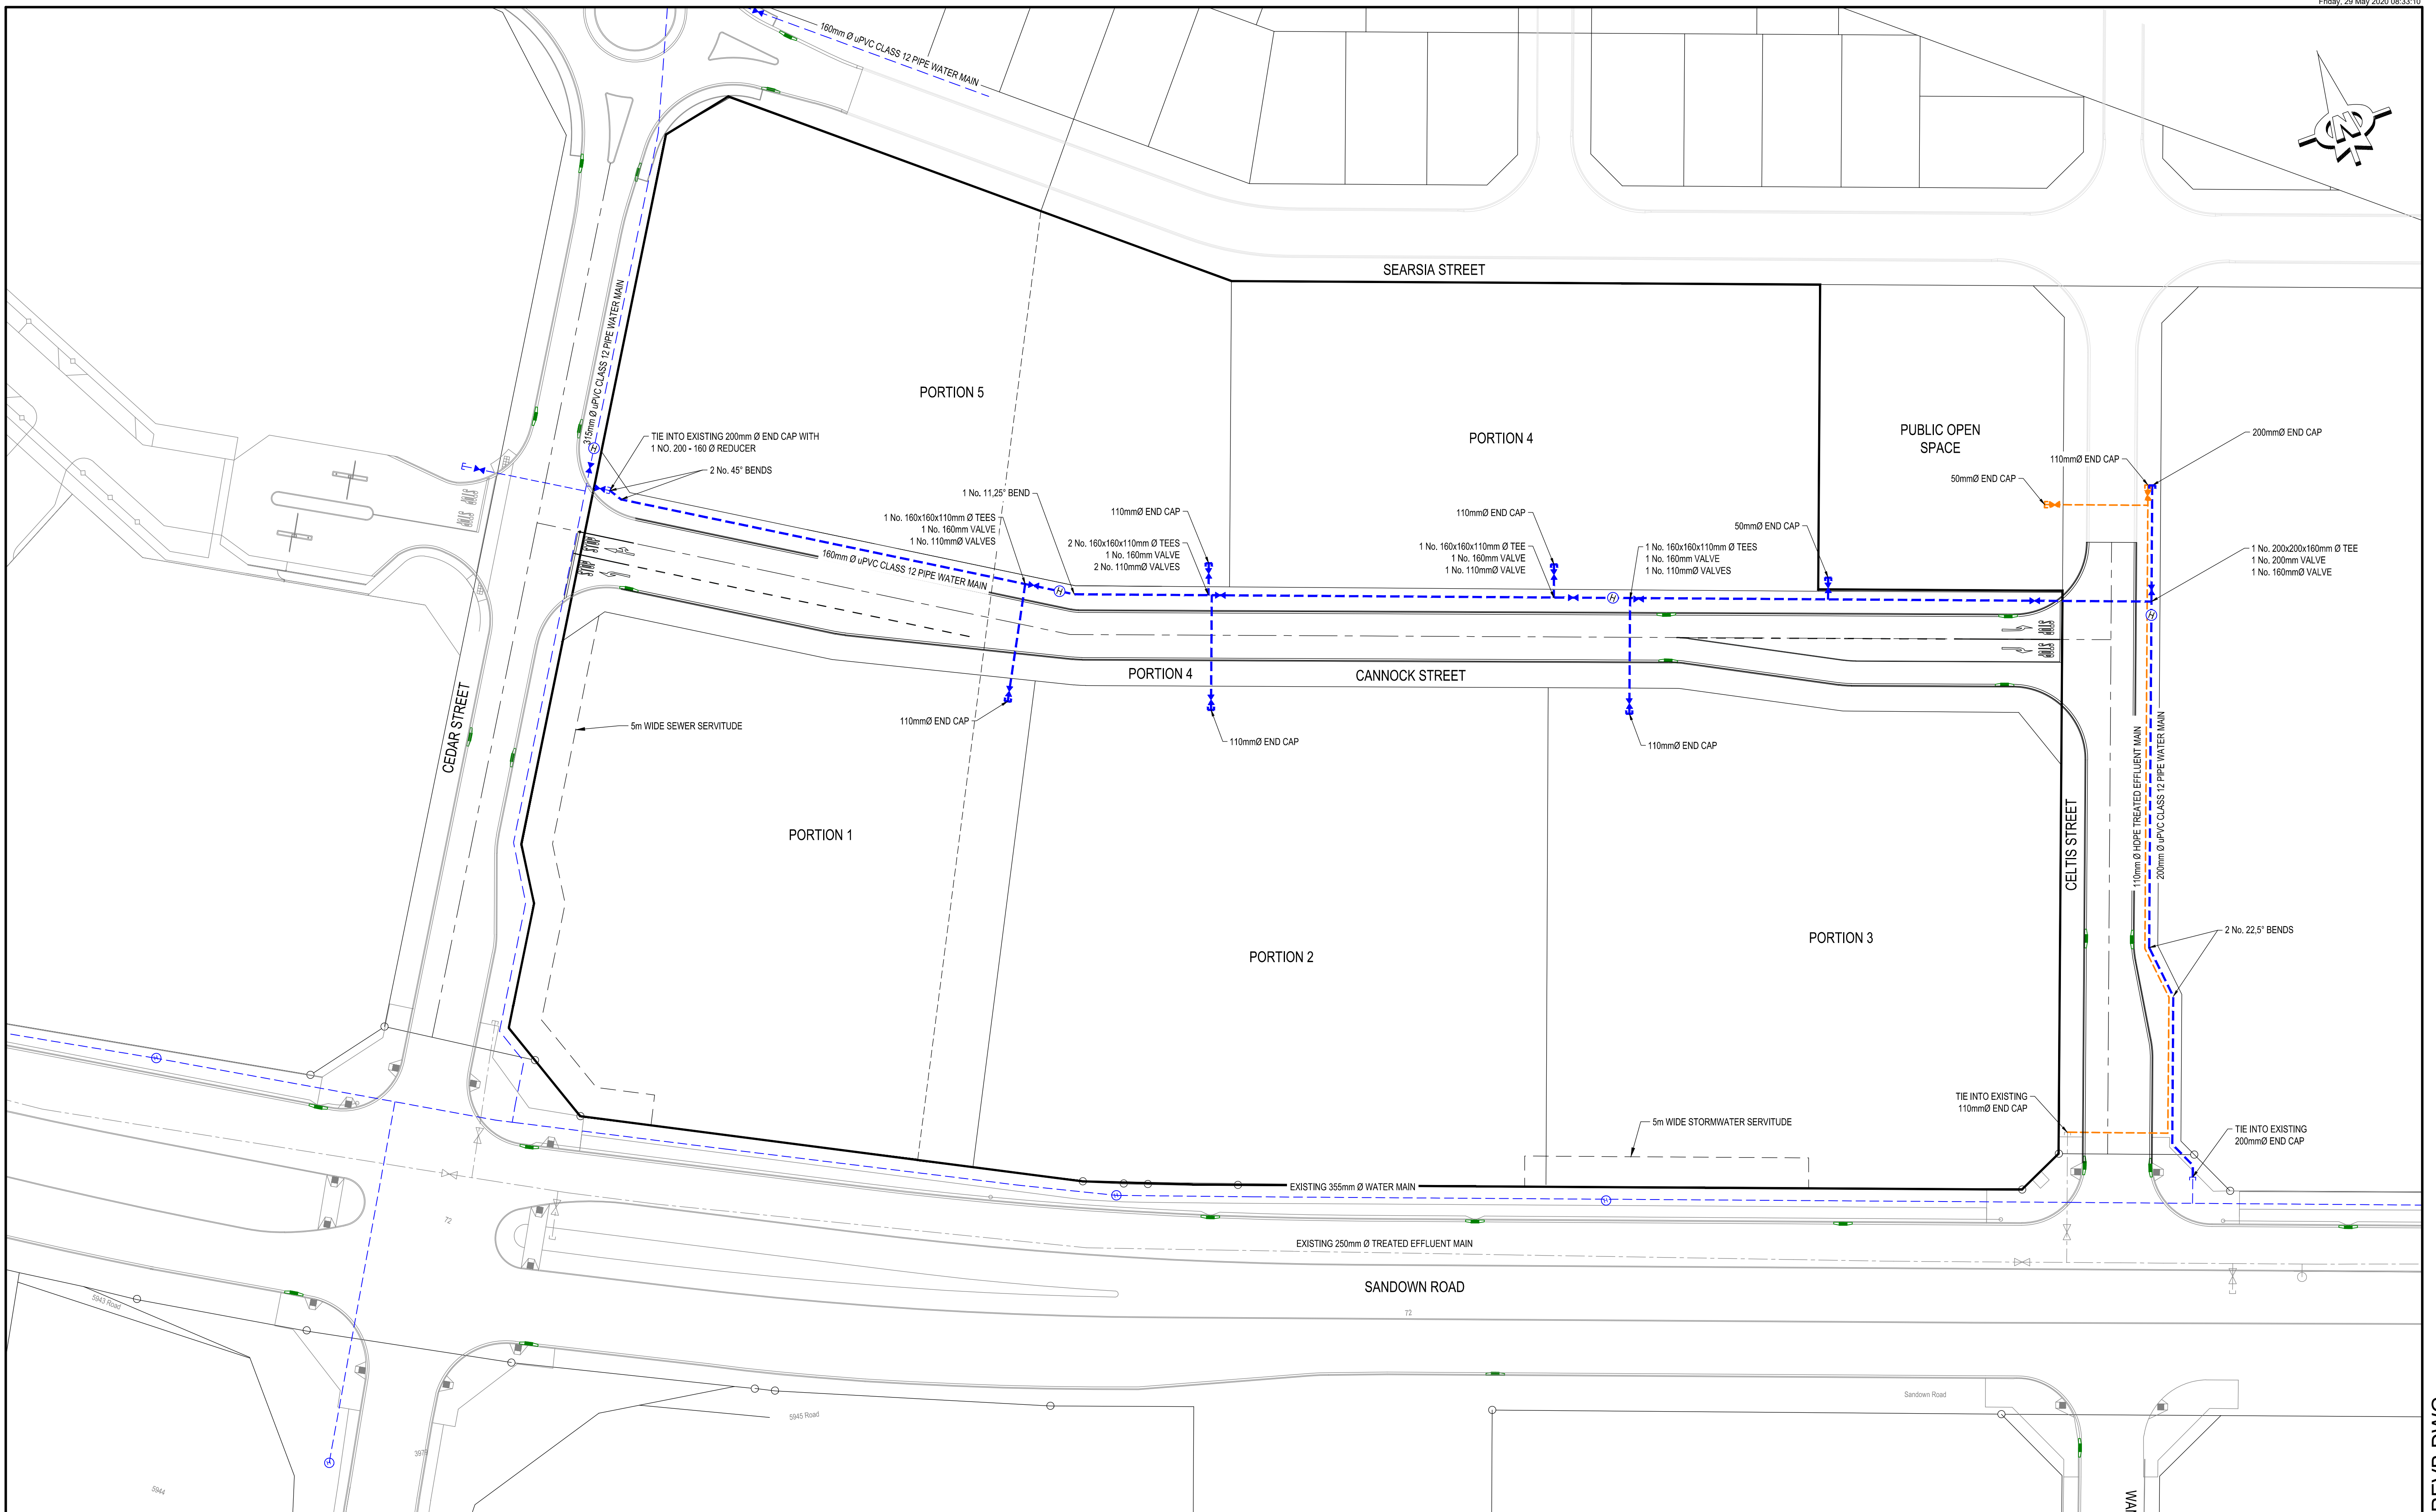 Friday, 29 May 2020 08:33:10
160mm Ø uPVC CLASS 12 PIPE WATER MAIN
N
SEARSIA STREET
315mm Ø uPVC CLASS 12 PIPE WATER MAIN
PORTION 5
PORTION 4
PUBLIC OPEN
SPACE
TIE INTO EXISTING 200mm Ø END CAP WITH
1 NO. 200 - 160 Ø REDUCER
2 No. 45° BENDS
1 No. 11,25° BEND
1 No. 160x160x110mm Ø TEES
1 No. 160mm VALVE
1 No. 110mmØ VALVES
110mmØ END CAP
2 No. 160x160x110mm Ø TEES
1 No. 160mm VALVE
2 No. 110mmØ VALVES
110mmØ END CAP
1 No. 160x160x110mm Ø TEE
1 No. 160mm VALVE
1 No. 110mmØ VALVE
50mmØ END CAP
1 No. 160x160x110mm Ø TEES
1 No. 160mm VALVE
1 No. 110mmØ VALVES
200mmØ END CAP
110mmØ END CAP
50mmØ END CAP
1 No. 200x200x160mm Ø TEE
1 No. 200mm VALVE
1 No. 160mmØ VALVE
STOP
STOP
STOP
STOP
160mm Ø uPVC CLASS 12 PIPE WATER MAIN
H
H
H
H
STOP
STOP
PORTION 4
CANNOCK STREET
CEDAR STREET
5m WIDE SEWER SERVITUDE
110mmØ END CAP
110mmØ END CAP
110mmØ END CAP
PORTION 1
PORTION 2
PORTION 3
CELTIS STREET
110mm Ø HDPE TREATED EFFLUENT MAIN
200mm Ø uPVC CLASS 12 PIPE WATER MAIN
2 No. 22,5° BENDS
TIE INTO EXISTING
110mmØ END CAP
TIE INTO EXISTING
200mmØ END CAP
5m WIDE STORMWATER SERVITUDE
EXISTING 355mm Ø WATER MAIN
EXISTING 250mm Ø TREATED EFFLUENT MAIN
SANDOWN ROAD
72
72
5943 Road
Sandown Road
5945 Road
5944